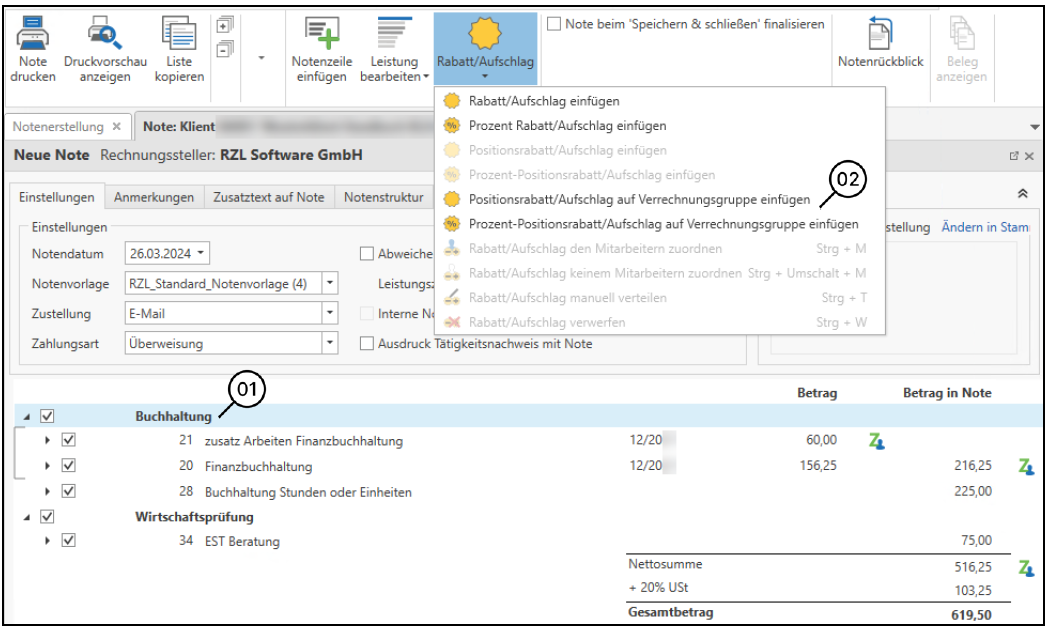 Note drucken
Druckvorschau anzeigen
Liste kopieren
Notenzeile einfügen
Leistung bearbeiten
Rabatt/Aufschlag
Note beim 'Speichern & schließen' finalisieren
Notenrückblick
Beleg anzeigen
Notenerstellung ×
Note: Klient
Neue Note Rechnungssteller: RZL Software GmbH
Rabatt/Aufschlag einfügen
Prozent Rabatt/Aufschlag einfügen
Positionsrabatt/Aufschlag einfügen
Prozent-Positionsrabatt/Aufschlag einfügen
Positionsrabatt/Aufschlag auf Verrechnungsgruppe einfügen
02
Prozent-Positionsrabatt/Aufschlag auf Verrechnungsgruppe einfügen
Rabatt/Aufschlag den Mitarbeitern zuordnen Strg + M
Rabatt/Aufschlag keinem Mitarbeitern zuordnen Strg + Umschalt + M
Rabatt/Aufschlag manuell verteilen Strg + T
Rabatt/Aufschlag verwerfen Strg + W
Einstellungen Anmerkungen Zusatztext auf Note Notenstruktur
Einstellungen
stellung Ändern in Stam
Notendatum 26.03.2024 Abweiche
Notenvorlage RZL_Standard_Notenvorlage (4) Leistungsz
Zustellung E-Mail Interne No
Zahlungsart Überweisung Ausdruck Tätigkeitsnachweis mit Note
01
Betrag Betrag in Note
Buchhaltung
21 zusatz Arbeiten Finanzbuchhaltung 12/20 60,00
20 Finanzbuchhaltung 12/20 156,25 216,25
28 Buchhaltung Stunden oder Einheiten 225,00
Wirtschaftsprüfung
34 EST Beratung 75,00
Nettosumme 516,25
+ 20% USt 103,25
Gesamtbetrag 619,50